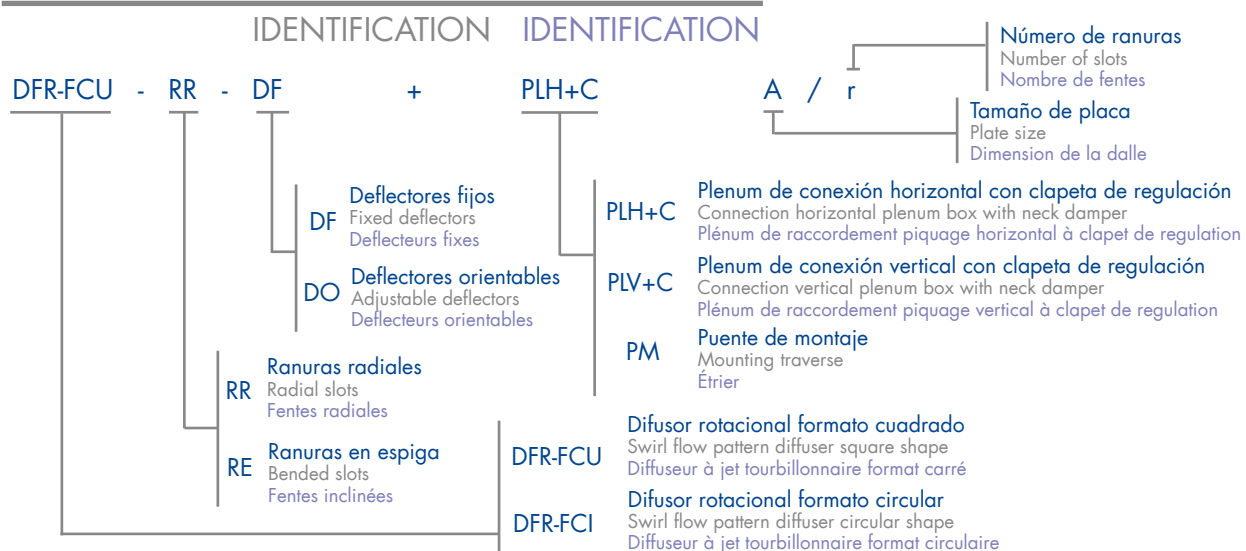 IDENTIFICATION IDENTIFICATION
DFR-FCU - RR - DF + PLH+C A / r
Número de ranuras
Number of slots
Nombre de fentes
Tamaño de placa
Plate size
Dimension de la dalle
DF
Deflectores fijos
Fixed deflectors
Deflecteurs fixes
DO
Deflectores orientables
Adjustable deflectors
Deflecteurs orientables
PLH+C
Plenum de conexión horizontal con clapeta de regulación
Connection horizontal plenum box with neck damper
Plénum de raccordement piquage horizontal à clapet de regulation
PLV+C
Plenum de conexión vertical con clapeta de regulación
Connection vertical plenum box with neck damper
Plénum de raccordement piquage vertical à clapet de regulation
PM
Puente de montaje
Mounting traverse
Étrier
RR
Ranuras radiales
Radial slots
Fentes radiales
RE
Ranuras en espiga
Bended slots
Fentes inclinées
DFR-FCU
Difusor rotacional formato cuadrado
Swirl flow pattern diffuser square shape
Diffuseur à jet tourbillonnaire format carré
DFR-FCI
Difusor rotacional formato circular
Swirl flow pattern diffuser circular shape
Diffuseur à jet tourbillonnaire format circulaire